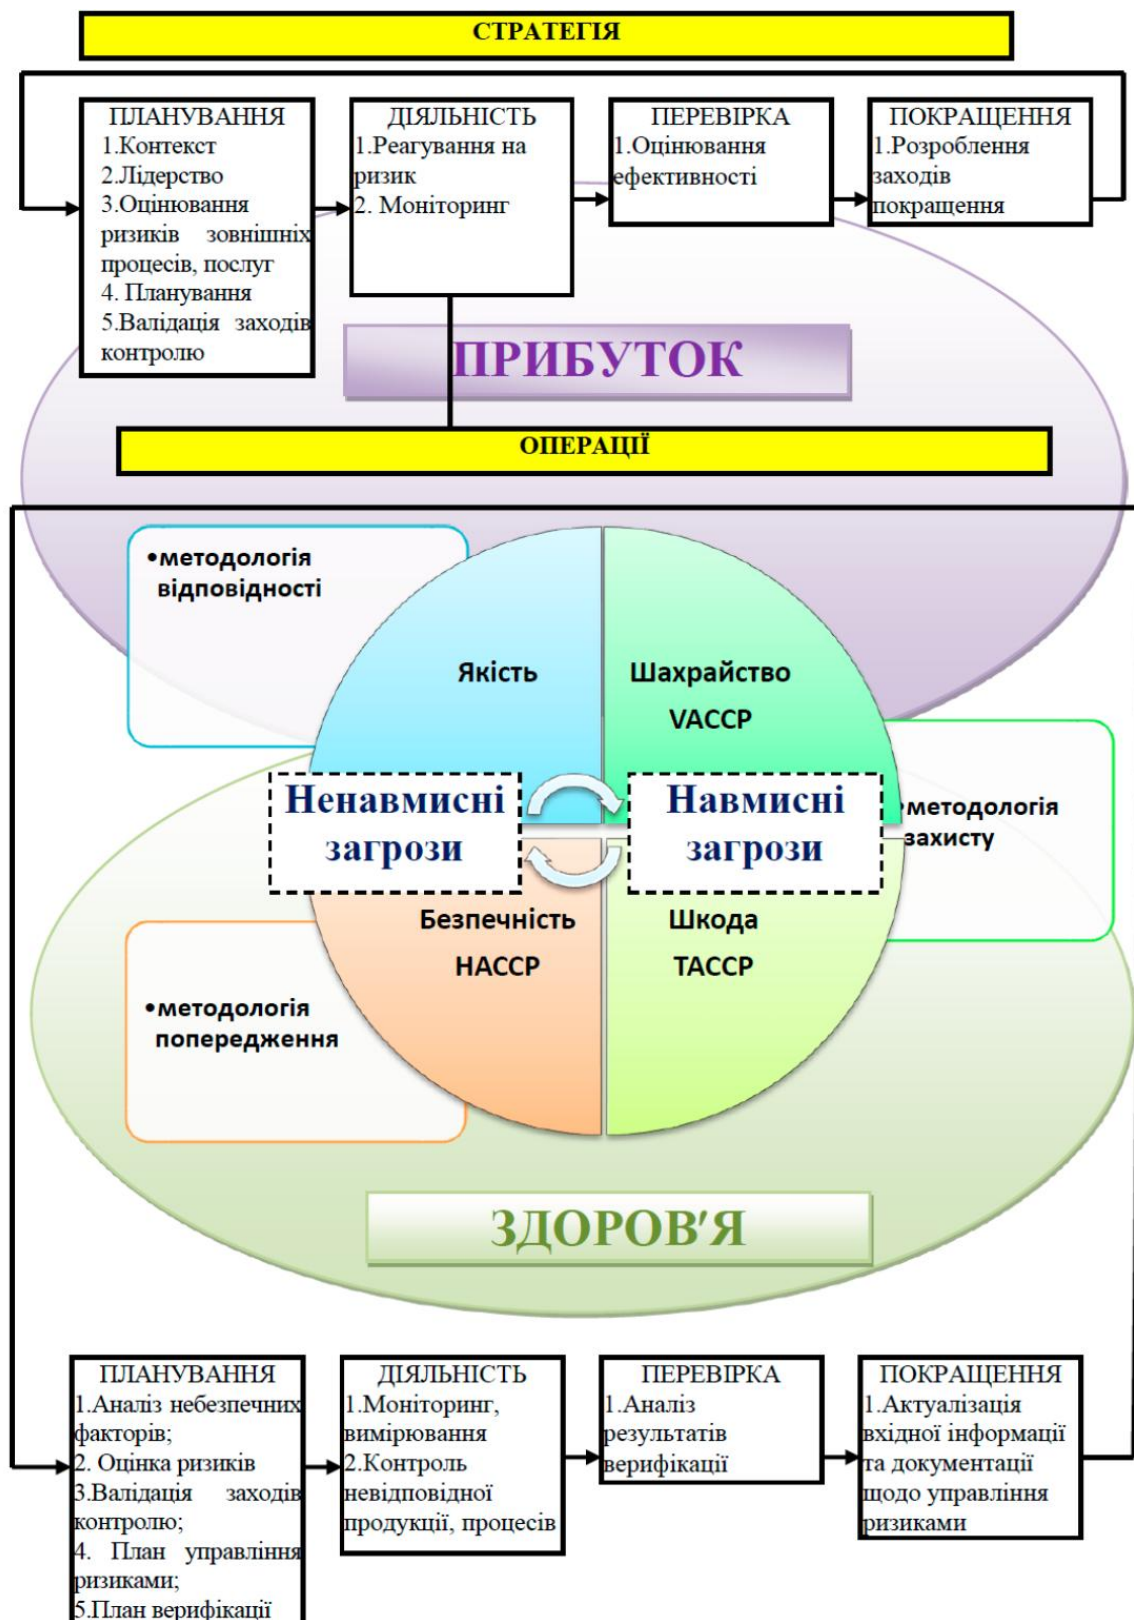 СТРАТЕГІЯ
ПЛАНУВАННЯ
1.Контекст
2.Лідерство
3.Оцінювання
ризиків зовнішніх
процесів, послуг
4. Планування
5.Валідація заходів
контролю
ДІЯЛЬНІСТЬ
1.Реагування на
ризик
2. Моніторинг
ПЕРЕВІРКА
1.Оцінювання
ефективності
ПОКРАЩЕННЯ
1.Розроблення
заходів
покращення
ПРИБУТОК
ОПЕРАЦІЇ
•методологія
відповідності
Якість
Шахрайство
VACCP
Ненавмисні
загрози
Навмисні
загрози
•методологія
захисту
Безпечність
HACCP
Шкода
TACCP
•методологія
попередження
ЗДОРОВ'Я
ПЛАНУВАННЯ
1.Аналіз небезпечних
факторів;
2. Оцінка ризиків
3.Валідація заходів
контролю;
4. План управління
ризиками;
5.План верифікації
ДІЯЛЬНІСТЬ
1.Моніторинг,
вимірювання
2.Контроль
невідповідної
продукції, процесів
ПЕРЕВІРКА
1.Аналіз
результатів
верифікації
ПОКРАЩЕННЯ
1.Актуалізація
вхідної інформації
та документації
щодо управління
ризиками